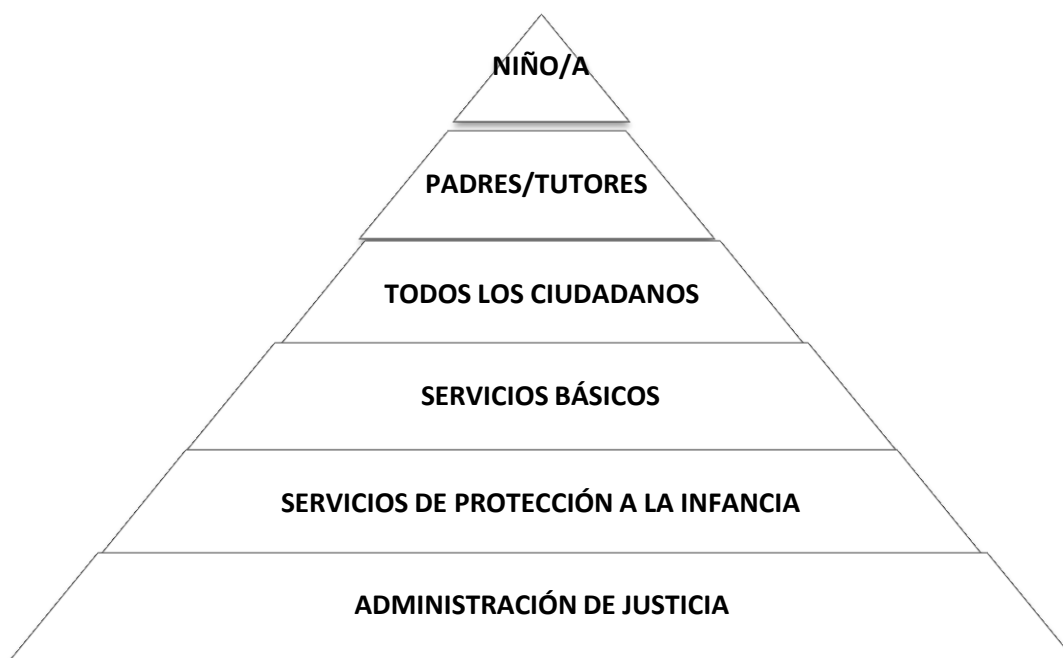 NIÑO/A
PADRES/TUTORES
TODOS LOS CIUDADANOS
SERVICIOS BÁSICOS
SERVICIOS DE PROTECCIÓN A LA INFANCIA
ADMINISTRACIÓN DE JUSTICIA